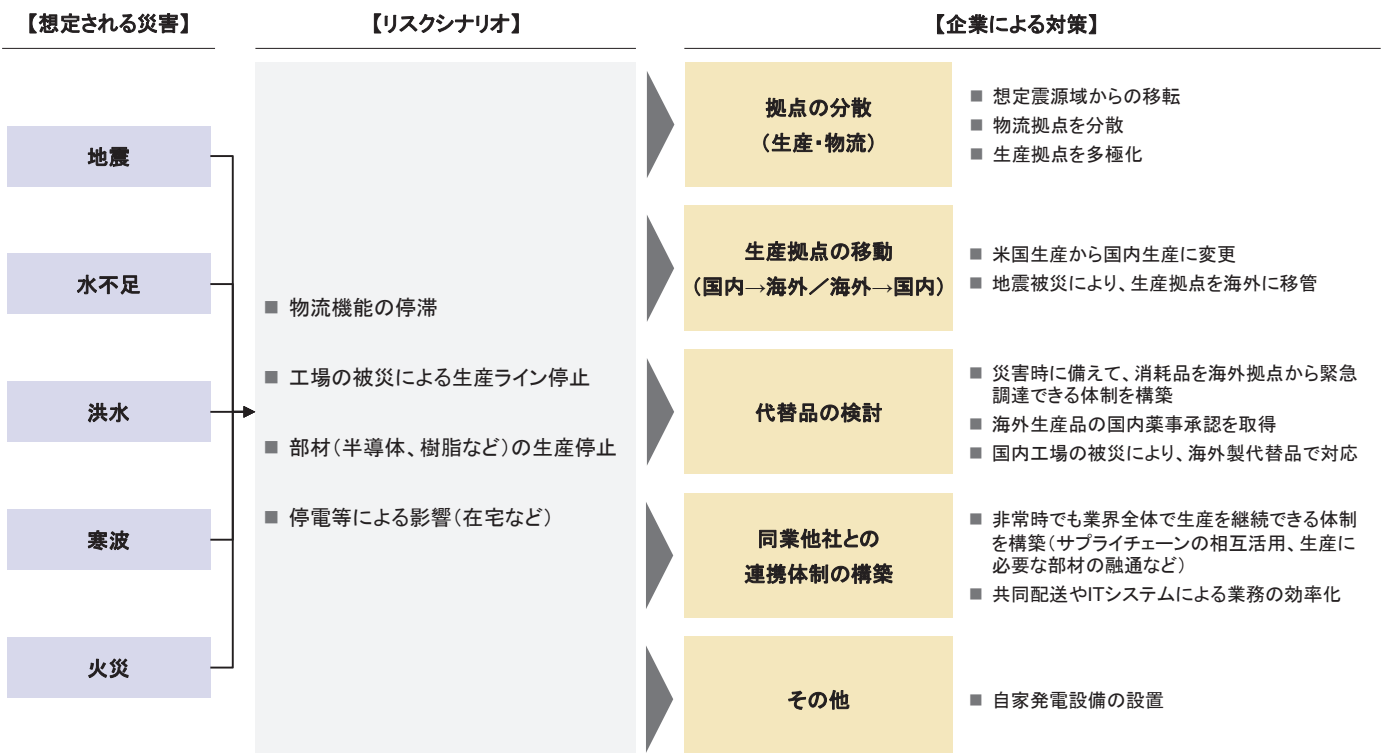 【想定される災害】
【リスクシナリオ】
【企業による対策】
地震
水不足
洪水
寒波
火災
■ 物流機能の停滞
■ 工場の被災による生産ライン停止
■ 部材（半導体、樹脂など）の生産停止
■ 停電等による影響（在宅など）
拠点の分散
（生産・物流）
■ 想定震源域からの移転
■ 物流拠点を分散
■ 生産拠点を多極化
生産拠点の移動
（国内→海外／海外→国内）
■ 米国生産から国内生産に変更
■ 地震被災により、生産拠点を海外に移管
代替品の検討
■ 災害時に備えて、消耗品を海外拠点から緊急
調達できる体制を構築
■ 海外生産品の国内薬事承認を取得
■ 国内工場の被災により、海外製代替品で対応
同業他社との
連携体制の構築
■ 非常時でも業界全体で生産を継続できる体制
を構築（サプライチェーンの相互活用、生産に
必要な部材の融通など）
■ 共同配送やITシステムによる業務の効率化
その他
■ 自家発電設備の設置